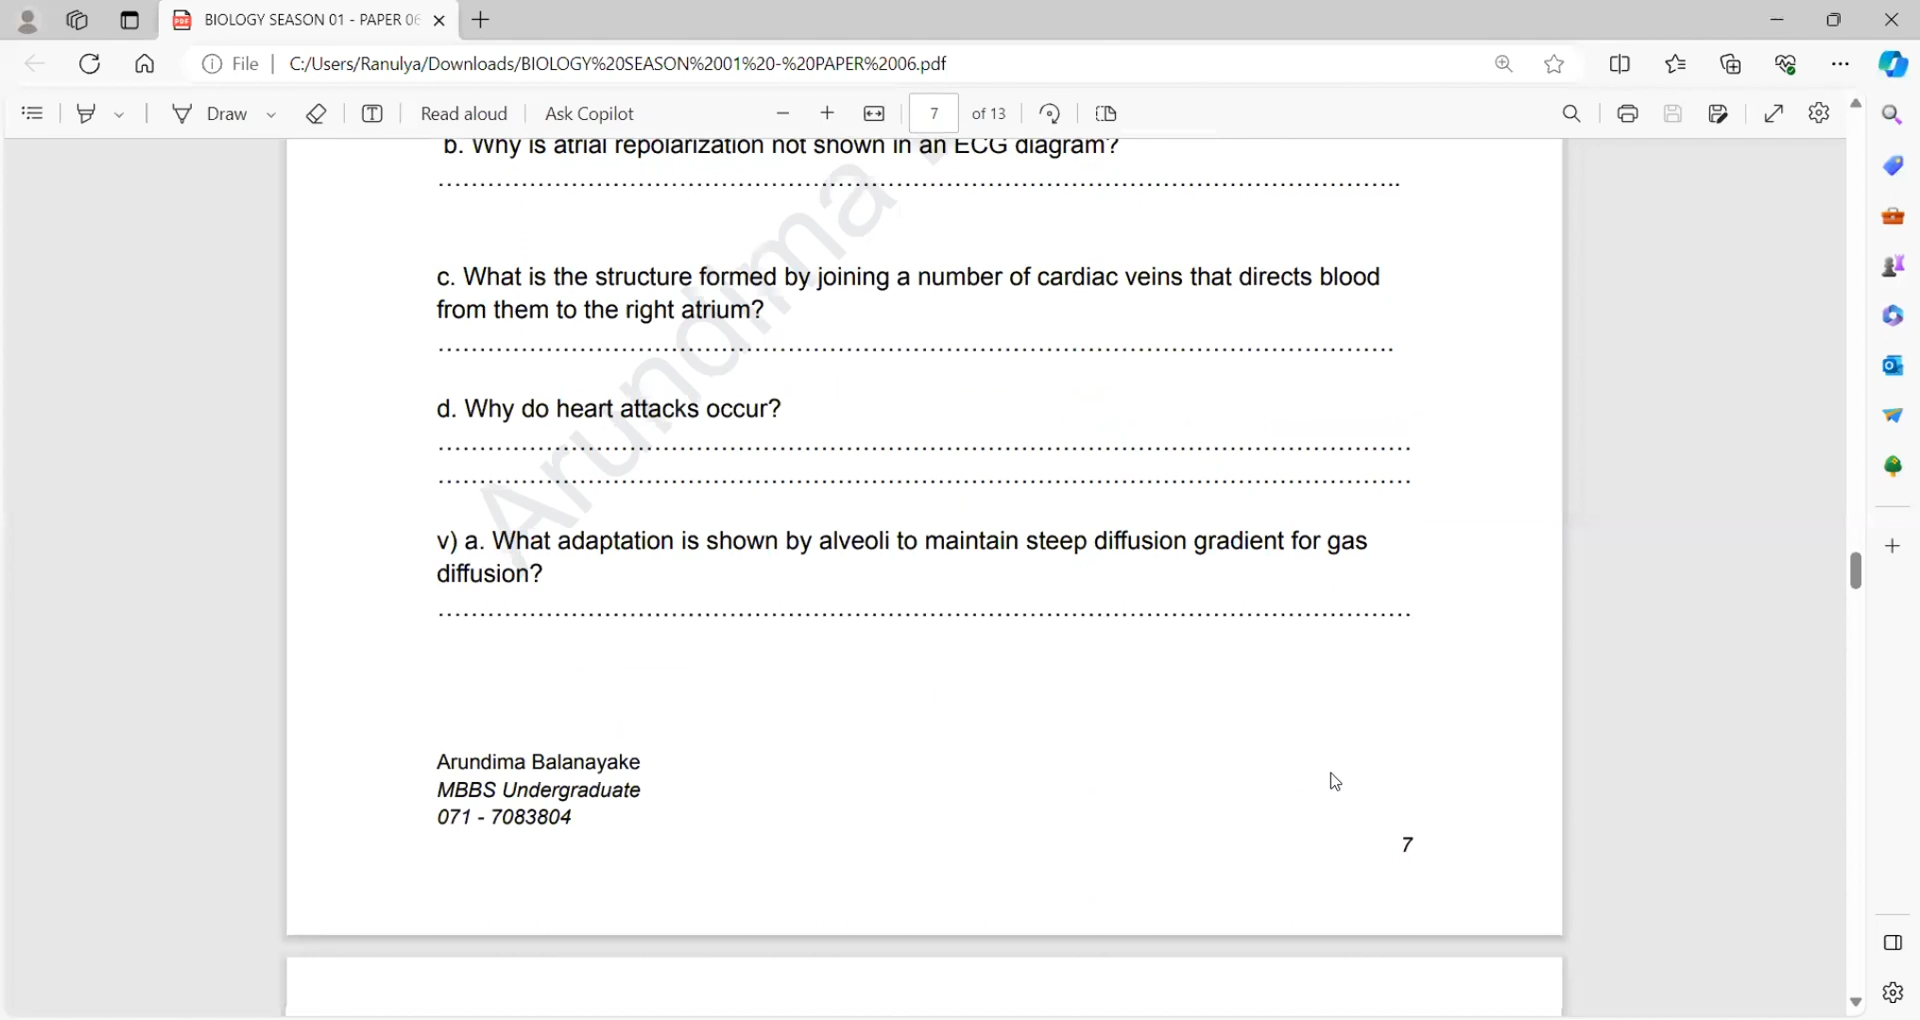 BIOLOGY SEASON 01 - PAPER 06
File C:/Users/Ranulya/Downloads/BIOLOGY%20SEASON%2001%20-%20PAPER%2006.pdf
Draw Read aloud Ask Copilot 7 of 13
b. Why is atrial repolarization not shown in an ECG diagram?
c. What is the structure formed by joining a number of cardiac veins that directs blood
from them to the right atrium?
d. Why do heart attacks occur?
v) a. What adaptation is shown by alveoli to maintain steep diffusion gradient for gas
diffusion?
Arundima
Arundima Balanayake
MBBS Undergraduate
071 - 7083804
7